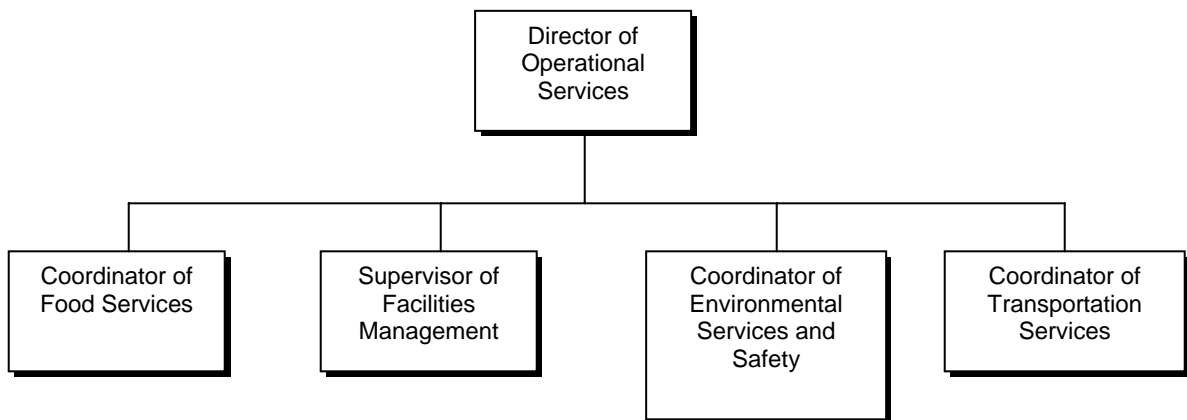 Director of
Operational
Services
Coordinator of
Food Services
Supervisor of
Facilities
Management
Coordinator of
Environmental
Services and
Safety
Coordinator of
Transportation
Services